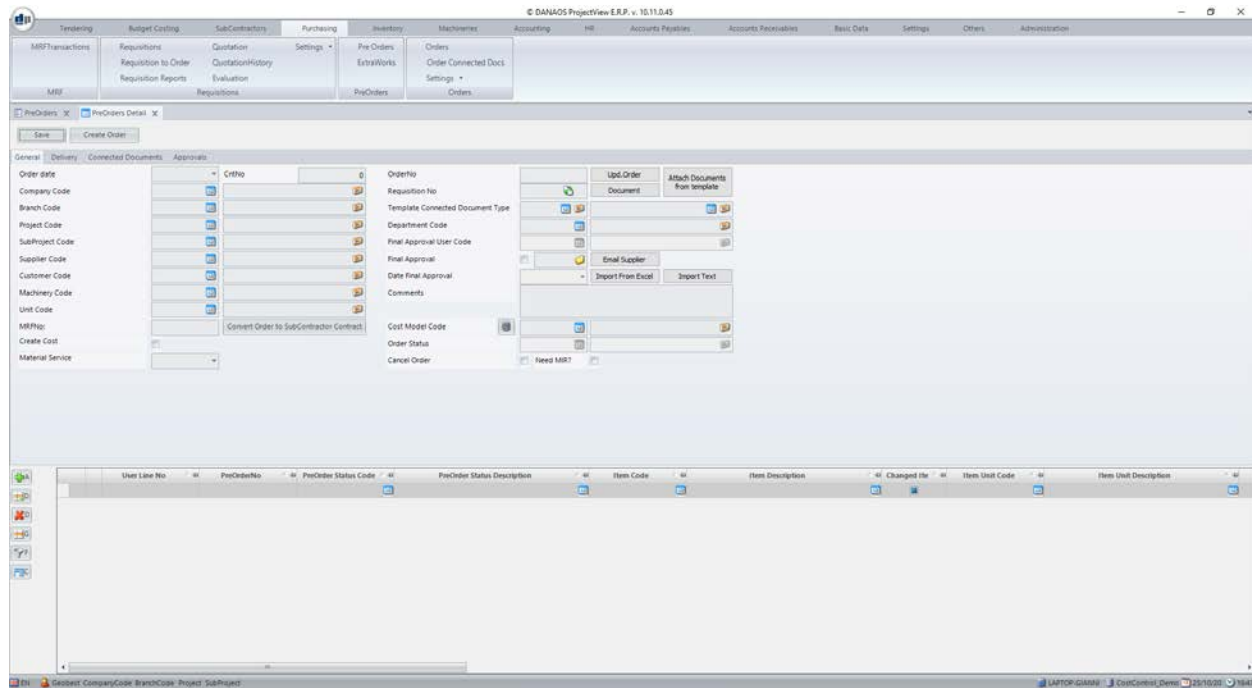 © DANAOS ProjectView E.R.P. v. 10.11.0.45
Tendering Budget Costing SubContractors Purchasing Inventory Machineries Accounting HR Accounts Payables Accounts Receivables Basic Data Settings Others Administration
MRFTransactions Requisitions Quotation Settings Pre Orders Orders
Requisition to Order QuotationHistory ExtraWorks Order Connected Docs
Requisition Reports Evaluation Settings
MRF Requisitions PreOrders Orders
PreOrders PreOrders Detail
Save Create Order
General Delivery Connected Documents Approvals
Order date CntNo 0 OrderNo Upd.Order Attach Documents from template
Company Code Requisition No Document
Branch Code Template Connected Document Type
Project Code Department Code
SubProject Code Final Approval User Code
Supplier Code Final Approval Email Supplier
Customer Code Date Final Approval Import From Excel Import Text
Machinery Code Comments
Unit Code
MRFNo: Convert Order to SubContractor Contract Cost Model Code
Create Cost Order Status
Material Service Cancel Order Need MIR?
User Line No PreOrderNo PreOrder Status Code PreOrder Status Description Item Code Item Description Changed Ite Item Unit Code Item Unit Description
EN Geobest CompanyCode BranchCode Project SubProject LAPTOP-GIANNI CostControl_Demo 25/10/20